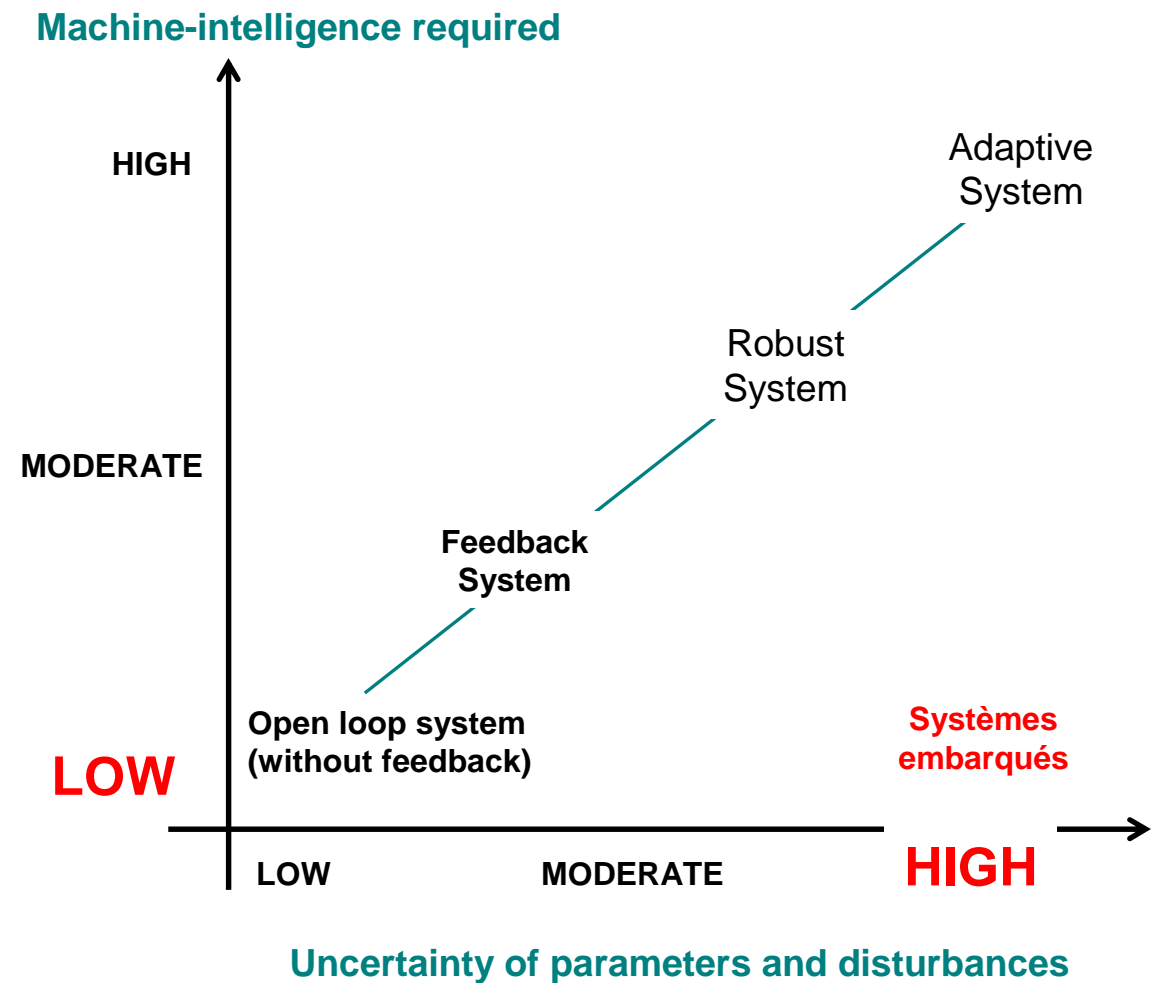 Machine-intelligence required
HIGH
Adaptive
System
Robust
System
MODERATE
Feedback
System
Open loop system
(without feedback)
Systèmes
embarqués
LOW
LOW
MODERATE
HIGH
Uncertainty of parameters and disturbances